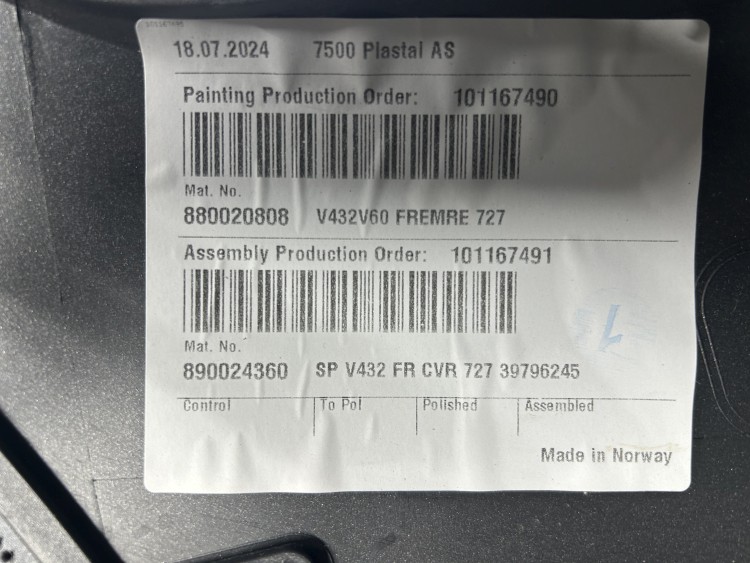 18.07.2024 7500 Plastal AS
Painting Production Order: 101167490
Mat. No.
880020808 V432V60 FREMRE 727
Assembly Production Order: 101167491
Mat. No.
890024360 SP V432 FR CVR 727 39796245
Control To Pol Polished Assembled
Made in Norway